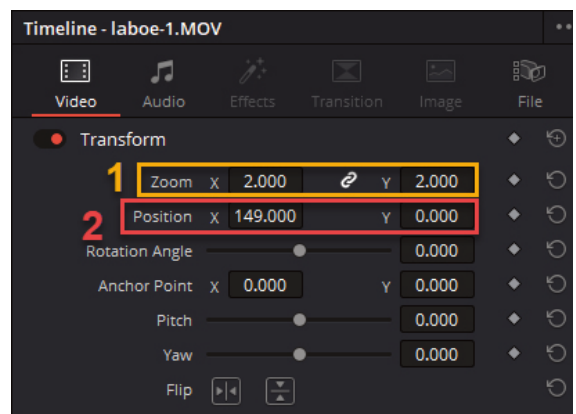 Timeline - laboe-1.MOV
Video Audio Effects Transition Image File
Transform
1 Zoom X 2.000 Y 2.000
2 Position X 149.000 Y 0.000
Rotation Angle 0.000
Anchor Point X 0.000 Y 0.000
Pitch 0.000
Yaw 0.000
Flip